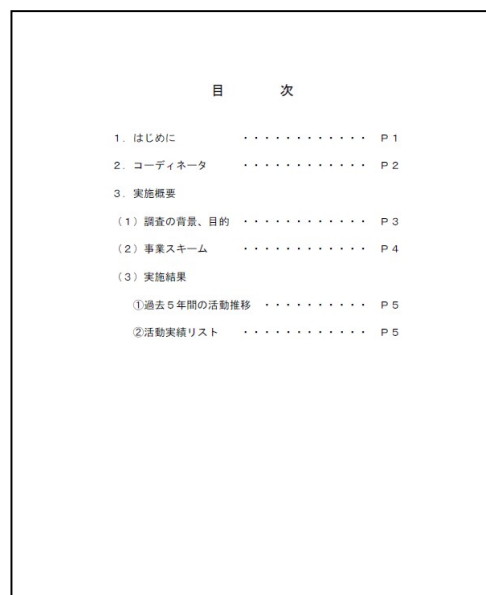 目　　次
１．はじめに　・・・・・・・・・・・・　Ｐ１
２．コーディネータ　・・・・・・・・・・・・　Ｐ２
３．実施概要
（１）調査の背景、目的　・・・・・・・・・・・・　Ｐ３
（２）事業スキーム　・・・・・・・・・・・・　Ｐ４
（３）実施結果
①過去５年間の活動推移　・・・・・・・・・・　Ｐ５
②活動実績リスト　・・・・・・・・・・・・　Ｐ５